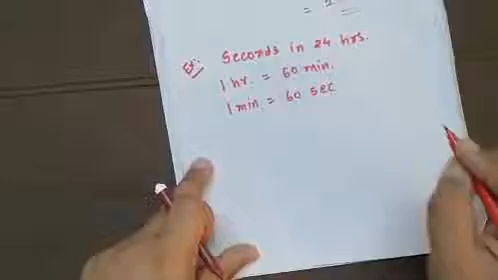 Ex:
Seconds in 24 hrs.
1 hr. = 60 min.
1 min = 60 sec